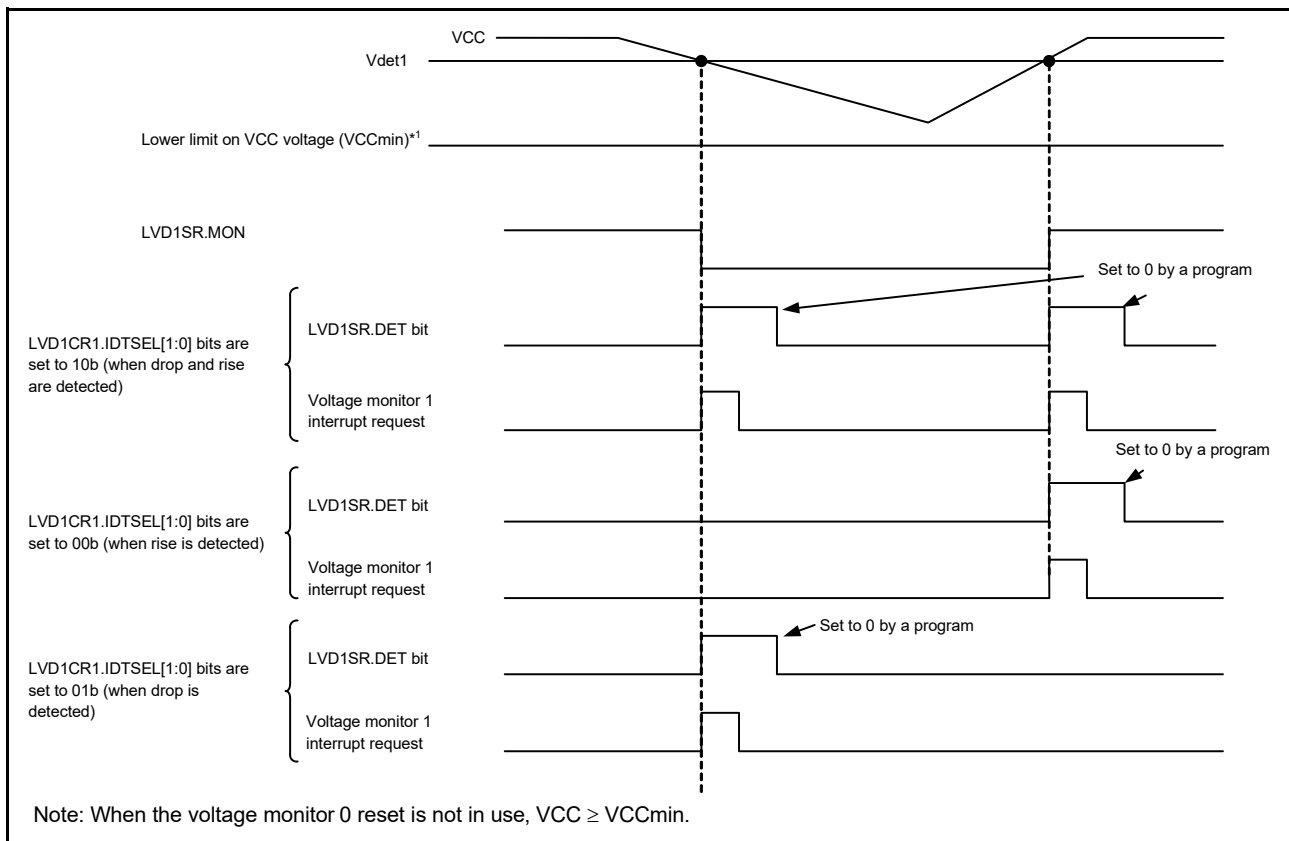 VCC
Vdet1
Lower limit on VCC voltage (VCCmin)*1
LVD1SR.MON
Set to 0 by a program
LVD1CR1.IDTSEL[1:0] bits are
set to 10b (when drop and rise
are detected)
LVD1SR.DET bit
Voltage monitor 1
interrupt request
Set to 0 by a program
LVD1CR1.IDTSEL[1:0] bits are
set to 00b (when rise is detected)
LVD1SR.DET bit
Voltage monitor 1
interrupt request
Set to 0 by a program
LVD1CR1.IDTSEL[1:0] bits are
set to 01b (when drop is
detected)
LVD1SR.DET bit
Voltage monitor 1
interrupt request
Note: When the voltage monitor 0 reset is not in use, VCC ≥ VCCmin.